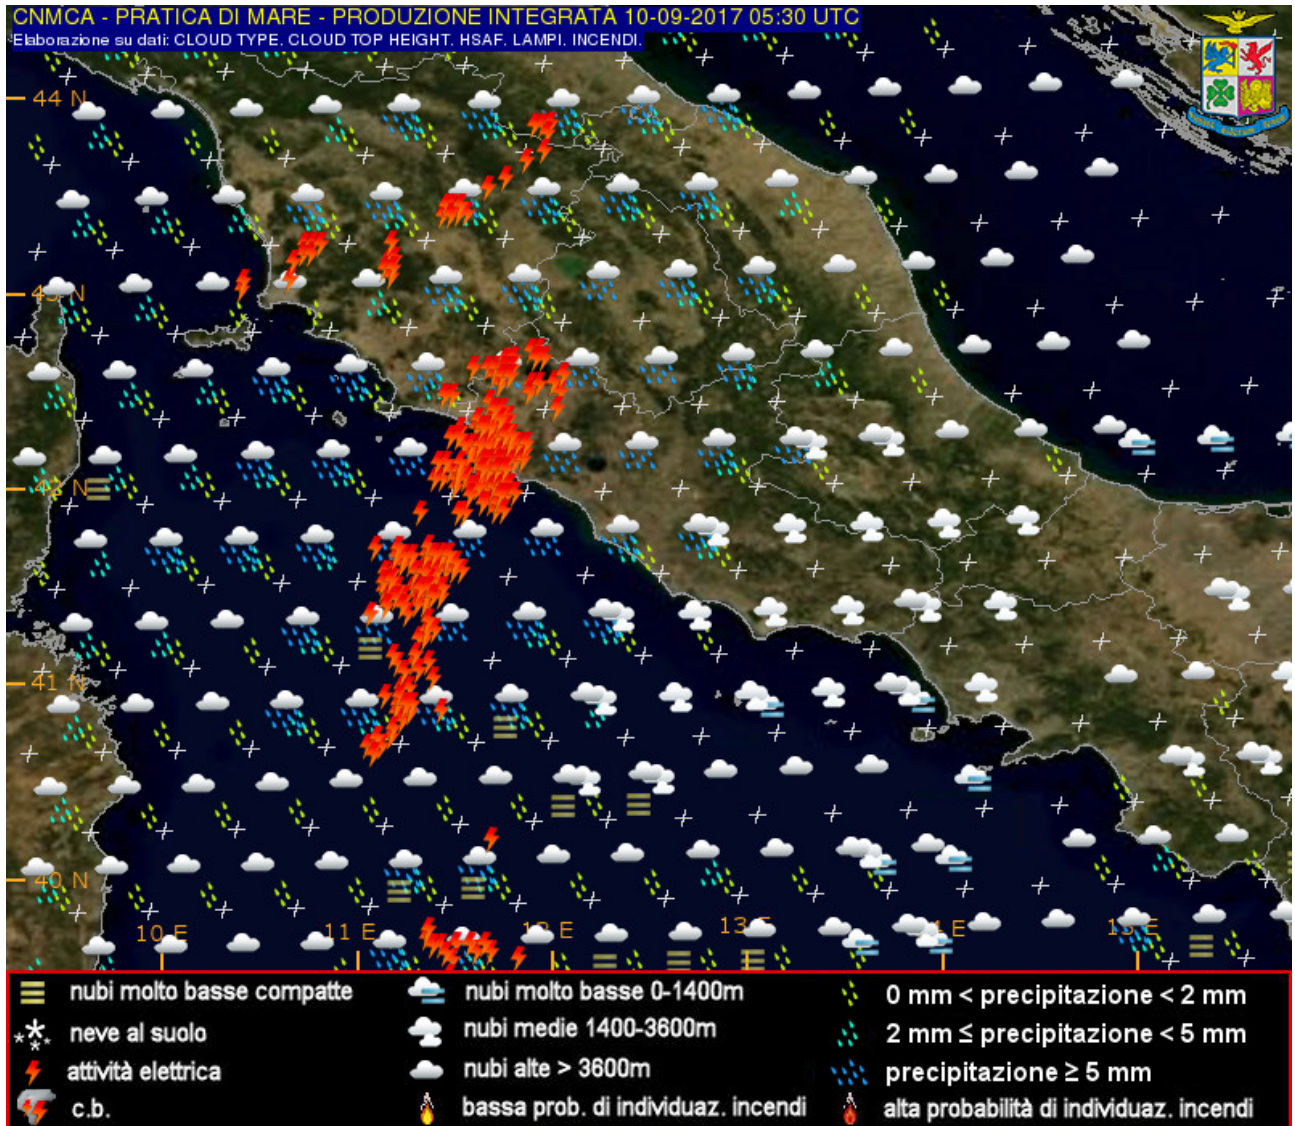 CNMCA - PRATICA DI MARE - PRODUZIONE INTEGRATA 10-09-2017 05:30 UTC
Elaborazione su dati: CLOUD TYPE, CLOUD TOP HEIGHT, HSAF, LAMPI, INCENDI.
44 N
43 N
42 N
41 N
40 N
10 E
11 E
12 E
13 E
14 E
15 E
nubi molto basse compatte
nubi molto basse 0-1400m
0 mm < precipitazione < 2 mm
neve al suolo
nubi medie 1400-3600m
2 mm ≤ precipitazione < 5 mm
attività elettrica
nubi alte > 3600m
precipitazione ≥ 5 mm
c.b.
bassa prob. di individuaz. incendi
alta probabilità di individuaz. incendi